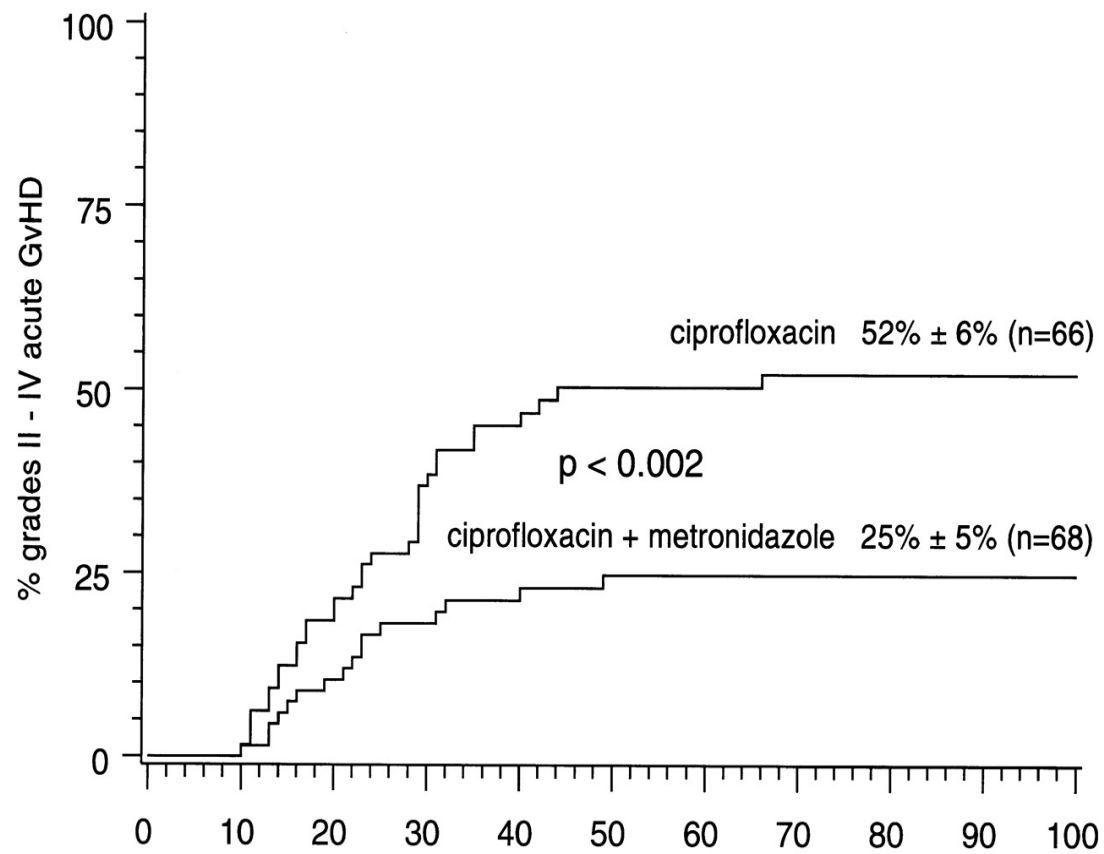 % grades II - IV acute GvHD
100
75
50
25
0
ciprofloxacin 52% ± 6% (n=66)
p < 0.002
ciprofloxacin + metronidazole 25% ± 5% (n=68)
0 10 20 30 40 50 60 70 80 90 100